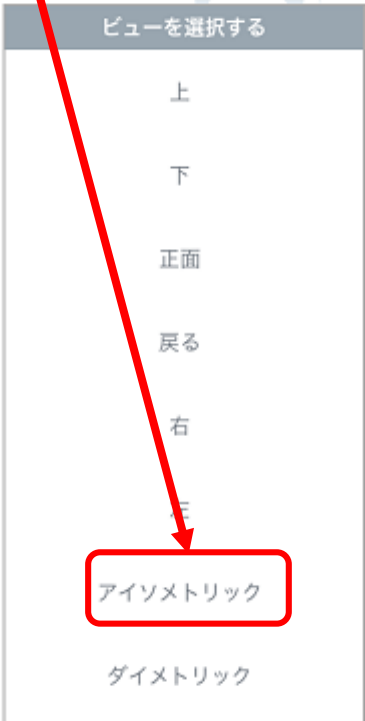 ビューを選択する
上
下
正面
戻る
右
左
アイソメトリック
ダイメトリック